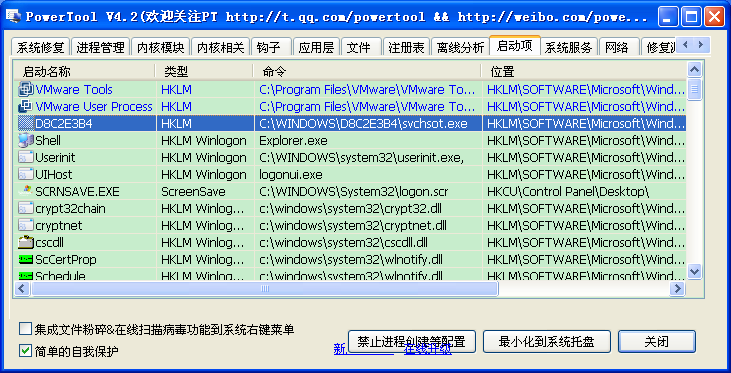 PowerTool V4.2(欢迎关注PT http://t.qq.com/powertool && http://weibo.com/powe...
系统修复 进程管理 内核模块 内核相关 钩子 应用层 文件 注册表 离线分析 启动项 系统服务 网络 修复
启动名称 类型 命令 位置
VMware Tools HKLM C:\Program Files\VMware\VMware To... HKLM\SOFTWARE\Microsoft\Wind...
VMware User Process HKLM C:\Program Files\VMware\VMware To... HKLM\SOFTWARE\Microsoft\Wind...
D8C2E3B4 HKLM C:\WINDOWS\D8C2E3B4\svchsot.exe HKLM\SOFTWARE\Microsoft\Wind...
Shell HKLM Winlogon Explorer.exe HKLM\SOFTWARE\Microsoft\Wind...
Userinit HKLM Winlogon C:\WINDOWS\system32\userinit.exe, HKLM\SOFTWARE\Microsoft\Wind...
UIHost HKLM Winlogon logonui.exe HKLM\SOFTWARE\Microsoft\Wind...
SCRNSAVE.EXE ScreenSave C:\WINDOWS\System32\logon.scr HKCU\Control Panel\Desktop\
crypt32chain HKLM Winlog... c:\windows\system32\crypt32.dll HKLM\SOFTWARE\Microsoft\Wind...
cryptnet HKLM Winlog... c:\windows\system32\cryptnet.dll HKLM\SOFTWARE\Microsoft\Wind...
cscdll HKLM Winlog... c:\windows\system32\cscdll.dll HKLM\SOFTWARE\Microsoft\Wind...
ScCertProp HKLM Winlog... c:\windows\system32\wlnotify.dll HKLM\SOFTWARE\Microsoft\Wind...
Schedule HKLM Winlog... c:\windows\system32\wlnotify.dll HKLM\SOFTWARE\Microsoft\Wind...
集成文件粉碎&在线扫描病毒功能到系统右键菜单
简单的自我保护 禁止进程创建等配置 最小化到系统托盘 关闭
在线升级